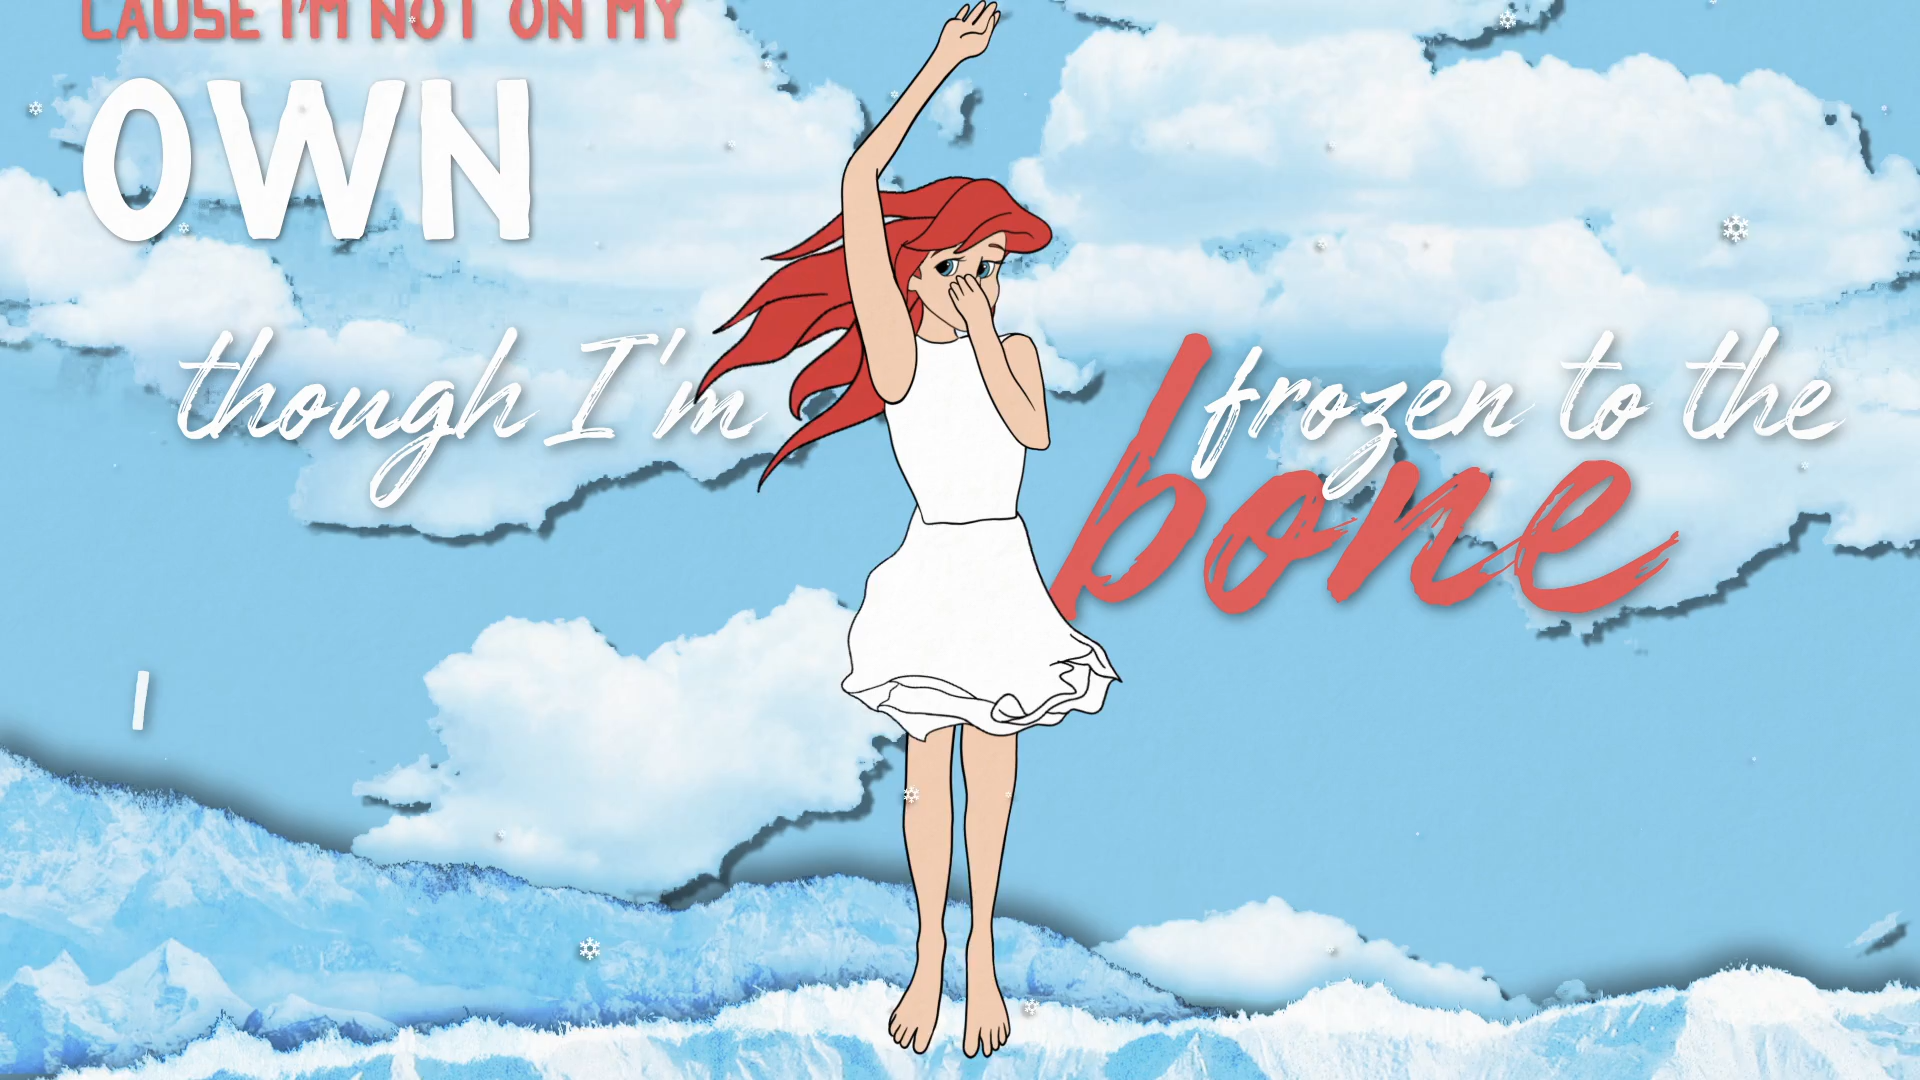 CAUSE I'M NOT ON MY
OWN
though I'm frozen to the
bone
I